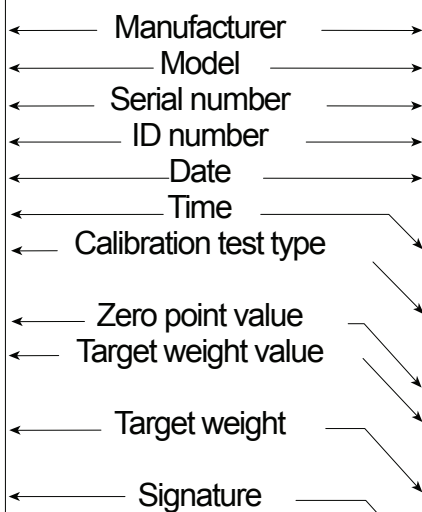 Manufacturer
Model
Serial number
ID number
Date
Time
Calibration test type
Zero point value
Target weight value
Target weight
Signature